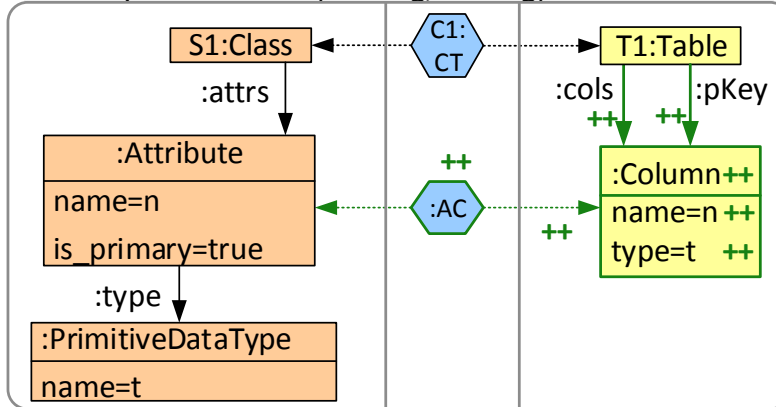 S1:Class
C1:
CT
T1:Table
:attrs
:cols
:pKey
++
++
:Attribute
name=n
is_primary=true
++
:AC
++
:Column++
name=n ++
type=t ++
:type
:PrimitiveDataType
name=t